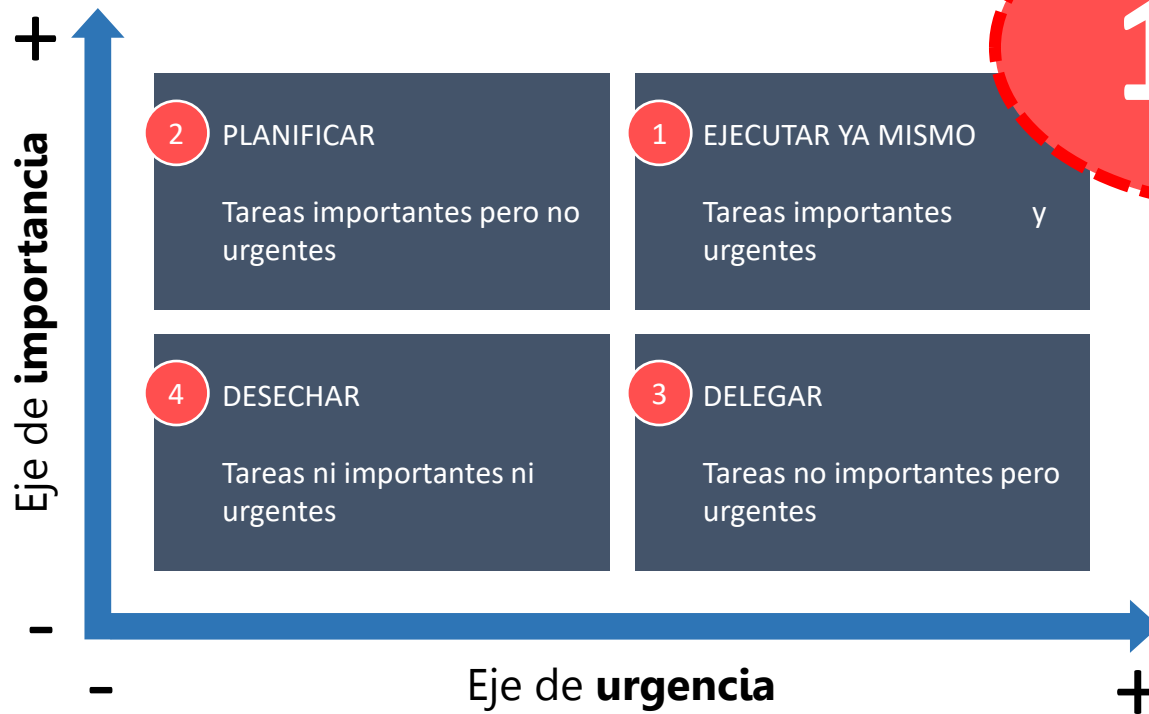 +
1
2 PLANIFICAR
Tareas importantes pero no
urgentes
1 EJECUTAR YA MISMO
Tareas importantes y
urgentes
4 DESECHAR
Tareas ni importantes ni
urgentes
3 DELEGAR
Tareas no importantes pero
urgentes
Eje de importancia
-
-
Eje de urgencia
+